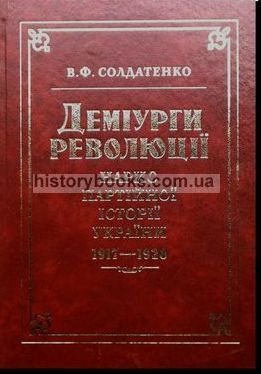 В.Ф. СОЛДАТЕНКО
ДЕМІУРГИ
РЕВОЛЮЦІЇ
historybooks.com.ua
ПАРТІЙНОЇ
ІСТОРІЇ
УКРАЇНИ
1917—1920